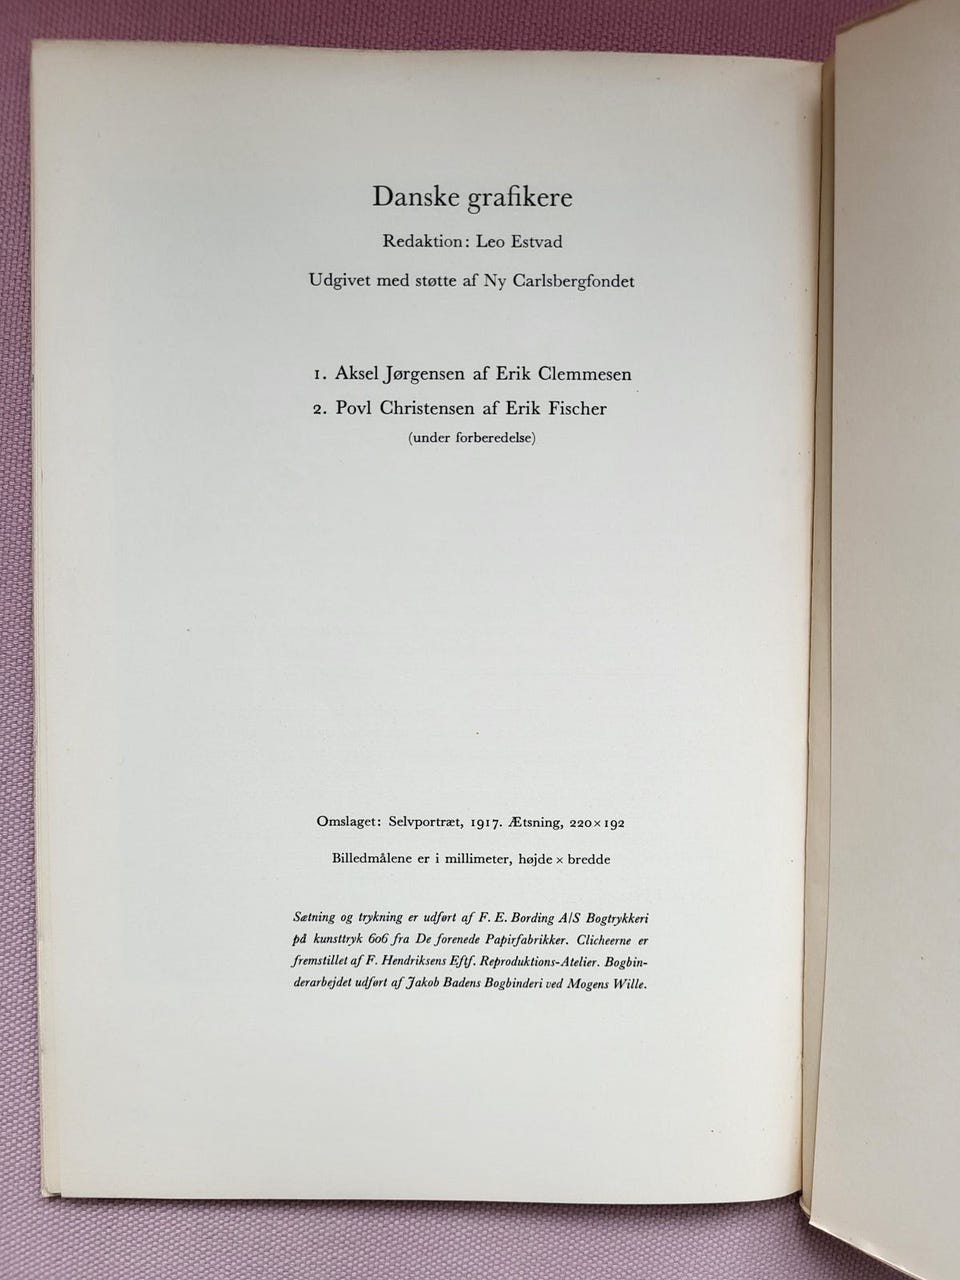 Danske grafikere
Redaktion: Leo Estvad
Udgivet med støtte af Ny Carlsbergfondet
1. Aksel Jørgensen af Erik Clemmesen
2. Povl Christensen af Erik Fischer
(under forberedelse)
Omslaget: Selvportræt, 1917. Ætsning, 220×192
Billedmålene er i millimeter, højde × bredde
Sætning og trykning er udført af F. E. Bording A/S Bogtrykkeri
på kunsttryk 606 fra De forenede Papirfabrikker. Clicheerne er
fremstillet af F. Hendriksens Eftf. Reproduktions-Atelier. Bogbin-
derarbejdet udført af Jakob Badens Bogbinderi ved Mogens Wille.